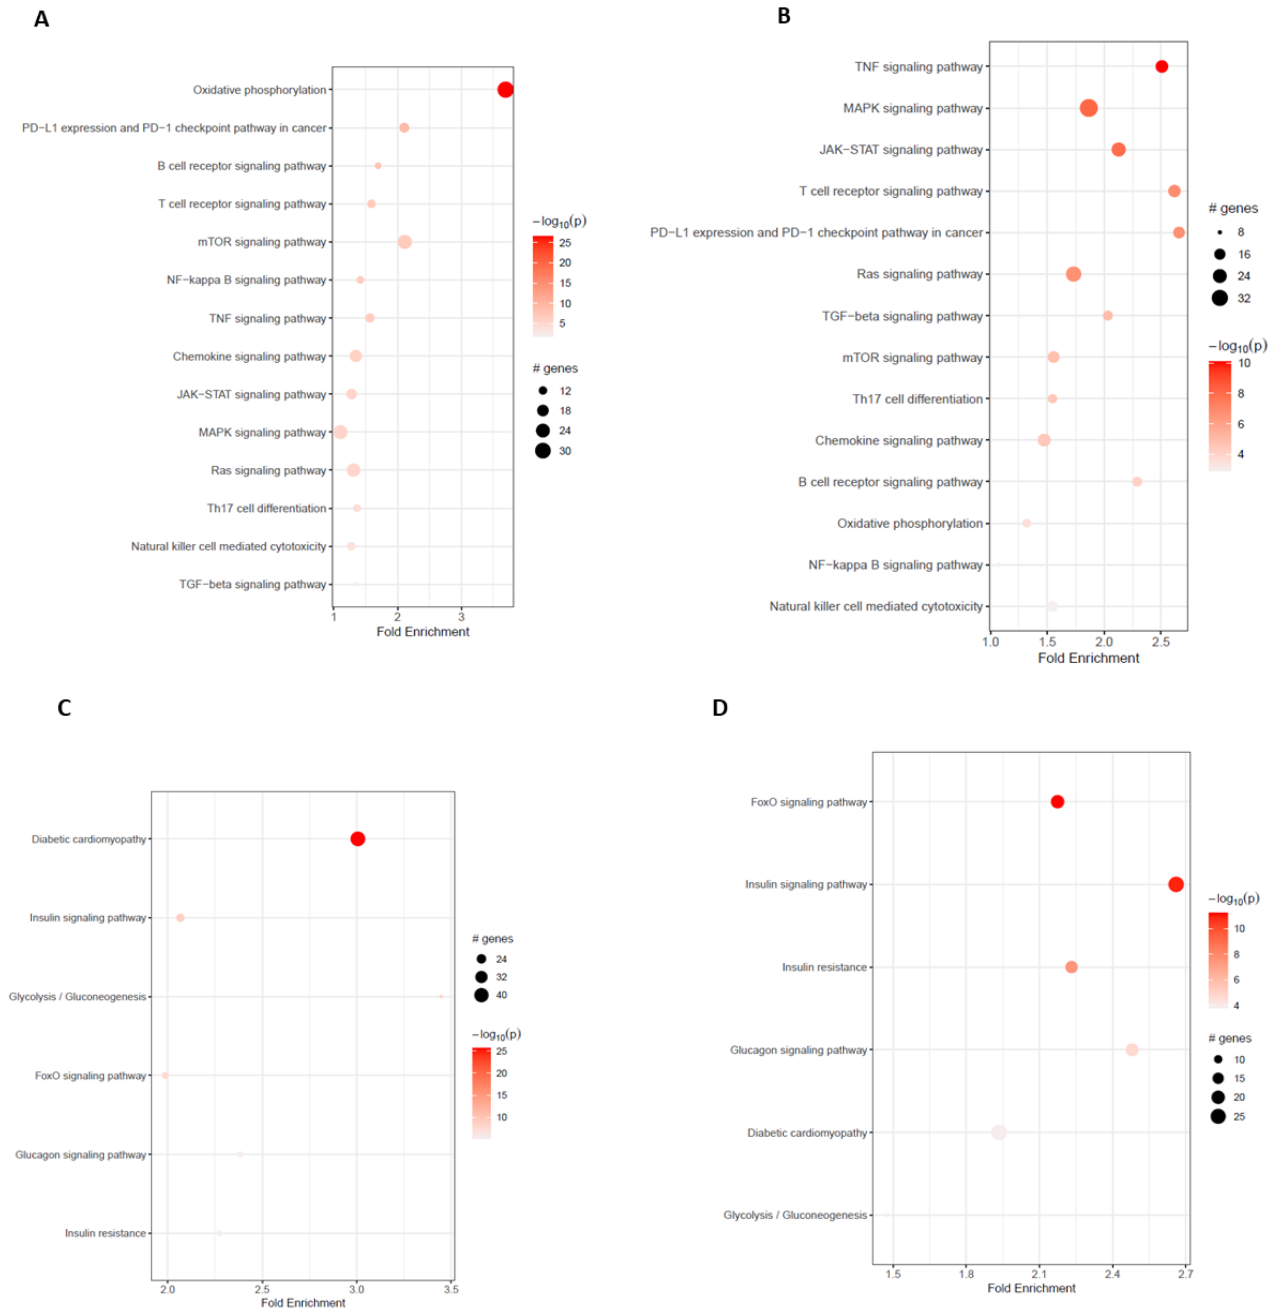 A
Oxidative phosphorylation
PD−L1 expression and PD−1 checkpoint pathway in cancer
B cell receptor signaling pathway
T cell receptor signaling pathway
mTOR signaling pathway
NF−kappa B signaling pathway
TNF signaling pathway
Chemokine signaling pathway
JAK−STAT signaling pathway
MAPK signaling pathway
Ras signaling pathway
Th17 cell differentiation
Natural killer cell mediated cytotoxicity
TGF−beta signaling pathway
1 2 3
Fold Enrichment
−log10(p)
25
20
15
10
5
# genes
12
18
24
30
B
TNF signaling pathway
MAPK signaling pathway
JAK−STAT signaling pathway
T cell receptor signaling pathway
PD−L1 expression and PD−1 checkpoint pathway in cancer
Ras signaling pathway
TGF−beta signaling pathway
mTOR signaling pathway
Th17 cell differentiation
Chemokine signaling pathway
B cell receptor signaling pathway
Oxidative phosphorylation
NF−kappa B signaling pathway
Natural killer cell mediated cytotoxicity
1.0 1.5 2.0 2.5
Fold Enrichment
# genes
8
16
24
32
−log10(p)
10
8
6
4
C
Diabetic cardiomyopathy
Insulin signaling pathway
Glycolysis / Gluconeogenesis
FoxO signaling pathway
Glucagon signaling pathway
Insulin resistance
2.0 2.5 3.0 3.5
Fold Enrichment
# genes
24
32
40
−log10(p)
25
20
15
10
D
FoxO signaling pathway
Insulin signaling pathway
Insulin resistance
Glucagon signaling pathway
Diabetic cardiomyopathy
Glycolysis / Gluconeogenesis
1.5 1.8 2.1 2.4 2.7
Fold Enrichment
−log10(p)
10
8
6
4
# genes
10
15
20
25